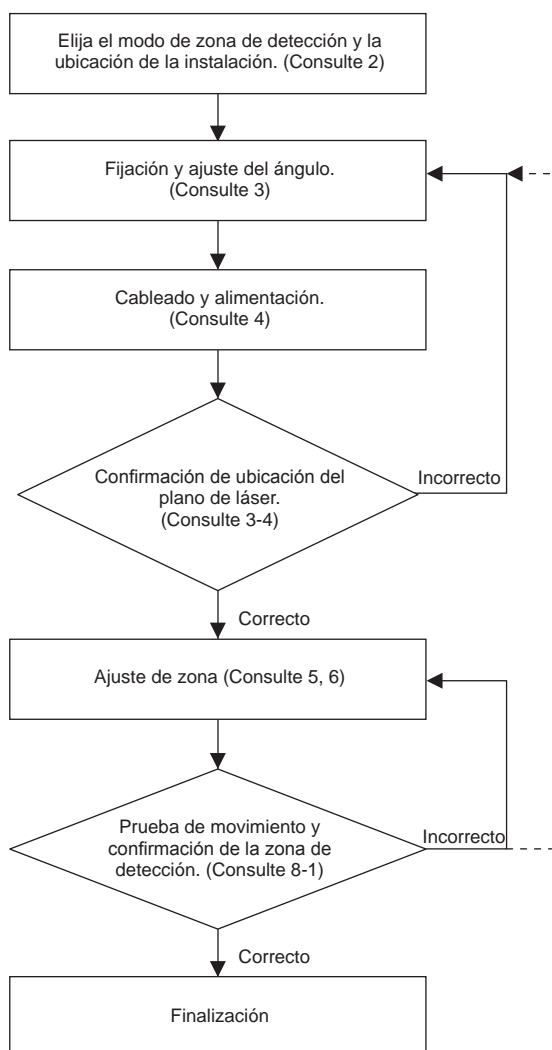 Elija el modo de zona de detección y la
ubicación de la instalación. (Consulte 2)
Fijación y ajuste del ángulo.
(Consulte 3)
Cableado y alimentación.
(Consulte 4)
Confirmación de ubicación del
plano de láser.
(Consulte 3-4)
Incorrecto
Correcto
Ajuste de zona (Consulte 5, 6)
Prueba de movimiento y
confirmación de la zona de
detección. (Consulte 8-1)
Incorrecto
Correcto
Finalización